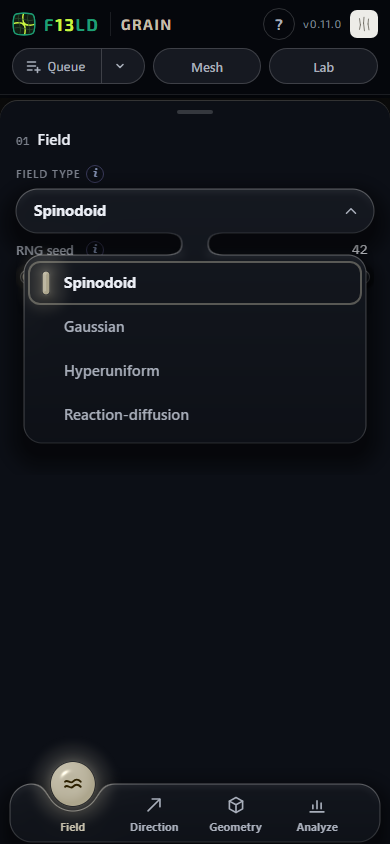 F13LD GRAIN ? v0.11.0
Queue Mesh Lab
01 Field
FIELD TYPE i
Spinodoid
RNG seed i 42
Spinodoid
Gaussian
Hyperuniform
Reaction-diffusion
Field Direction Geometry Analyze